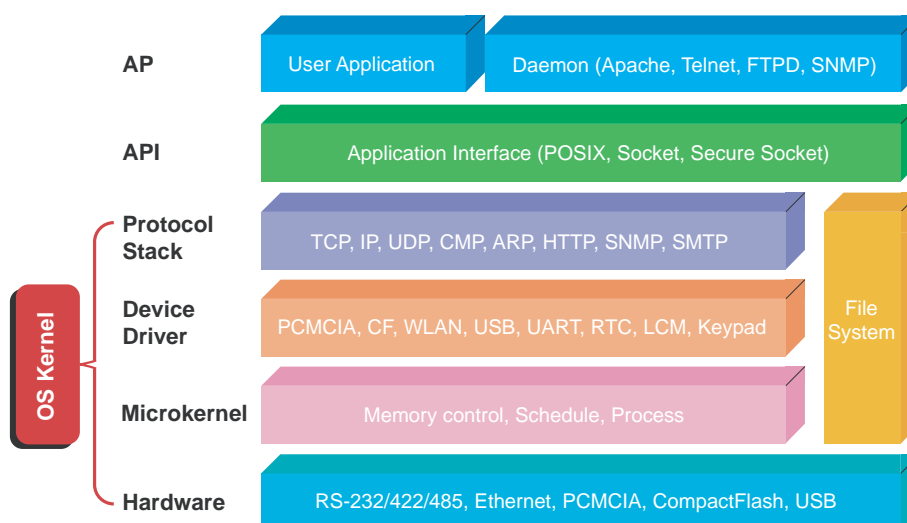 AP
User Application
Daemon (Apache, Telnet, FTPD, SNMP)
API
Application Interface (POSIX, Socket, Secure Socket)
Protocol
Stack
TCP, IP, UDP, CMP, ARP, HTTP, SNMP, SMTP
OS Kernel
Device
Driver
PCMCIA, CF, WLAN, USB, UART, RTC, LCM, Keypad
File
System
Microkernel
Memory control, Schedule, Process
Hardware
RS-232/422/485, Ethernet, PCMCIA, CompactFlash, USB